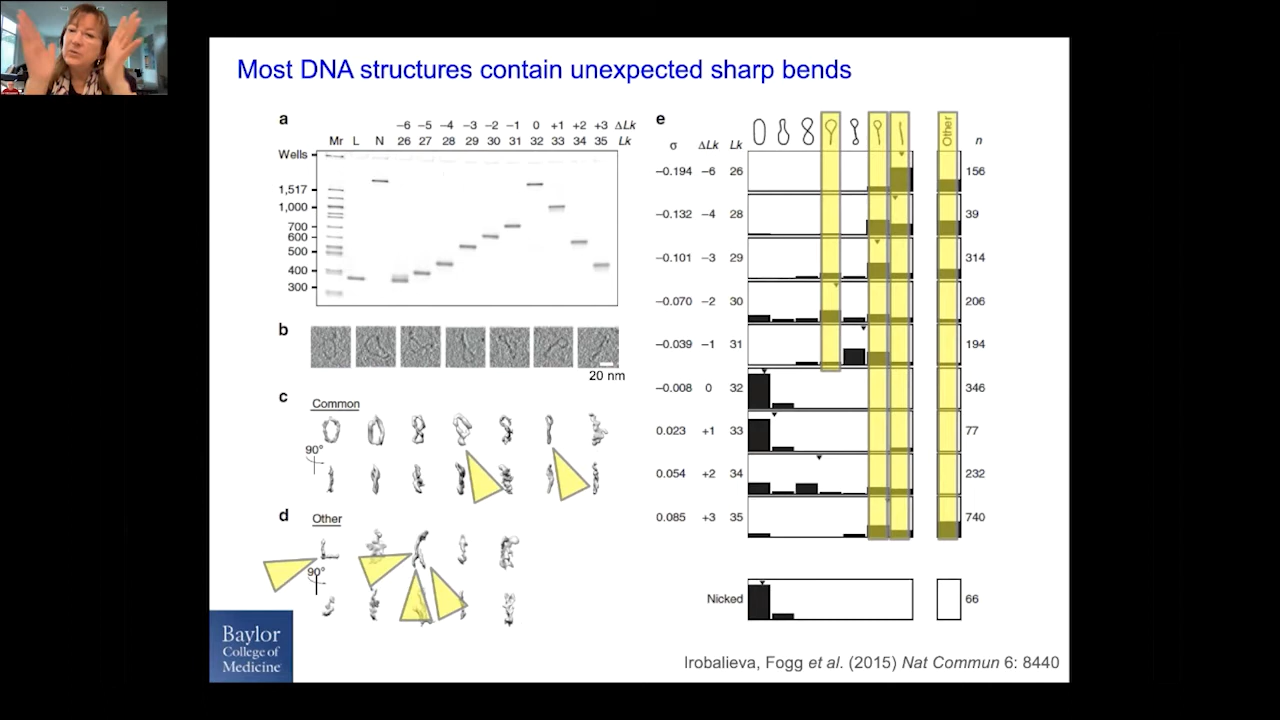 Most DNA structures contain unexpected sharp bends
a
−6 −5 −4 −3 −2 −1 0 +1 +2 +3 ΔLk
Mr L N 26 27 28 29 30 31 32 33 34 35 Lk
Wells
1,517
1,000
700
600
500
400
300
b
20 nm
c
Common
90°
d
Other
90°
e
σ ΔLk Lk Other n
−0.194 −6 26 156
−0.132 −4 28 39
−0.101 −3 29 314
−0.070 −2 30 206
−0.039 −1 31 194
−0.008 0 32 346
0.023 +1 33 77
0.054 +2 34 232
0.085 +3 35 740
Nicked 66
Baylor
College of
Medicine
Irobalieva, Fogg et al. (2015) Nat Commun 6: 8440